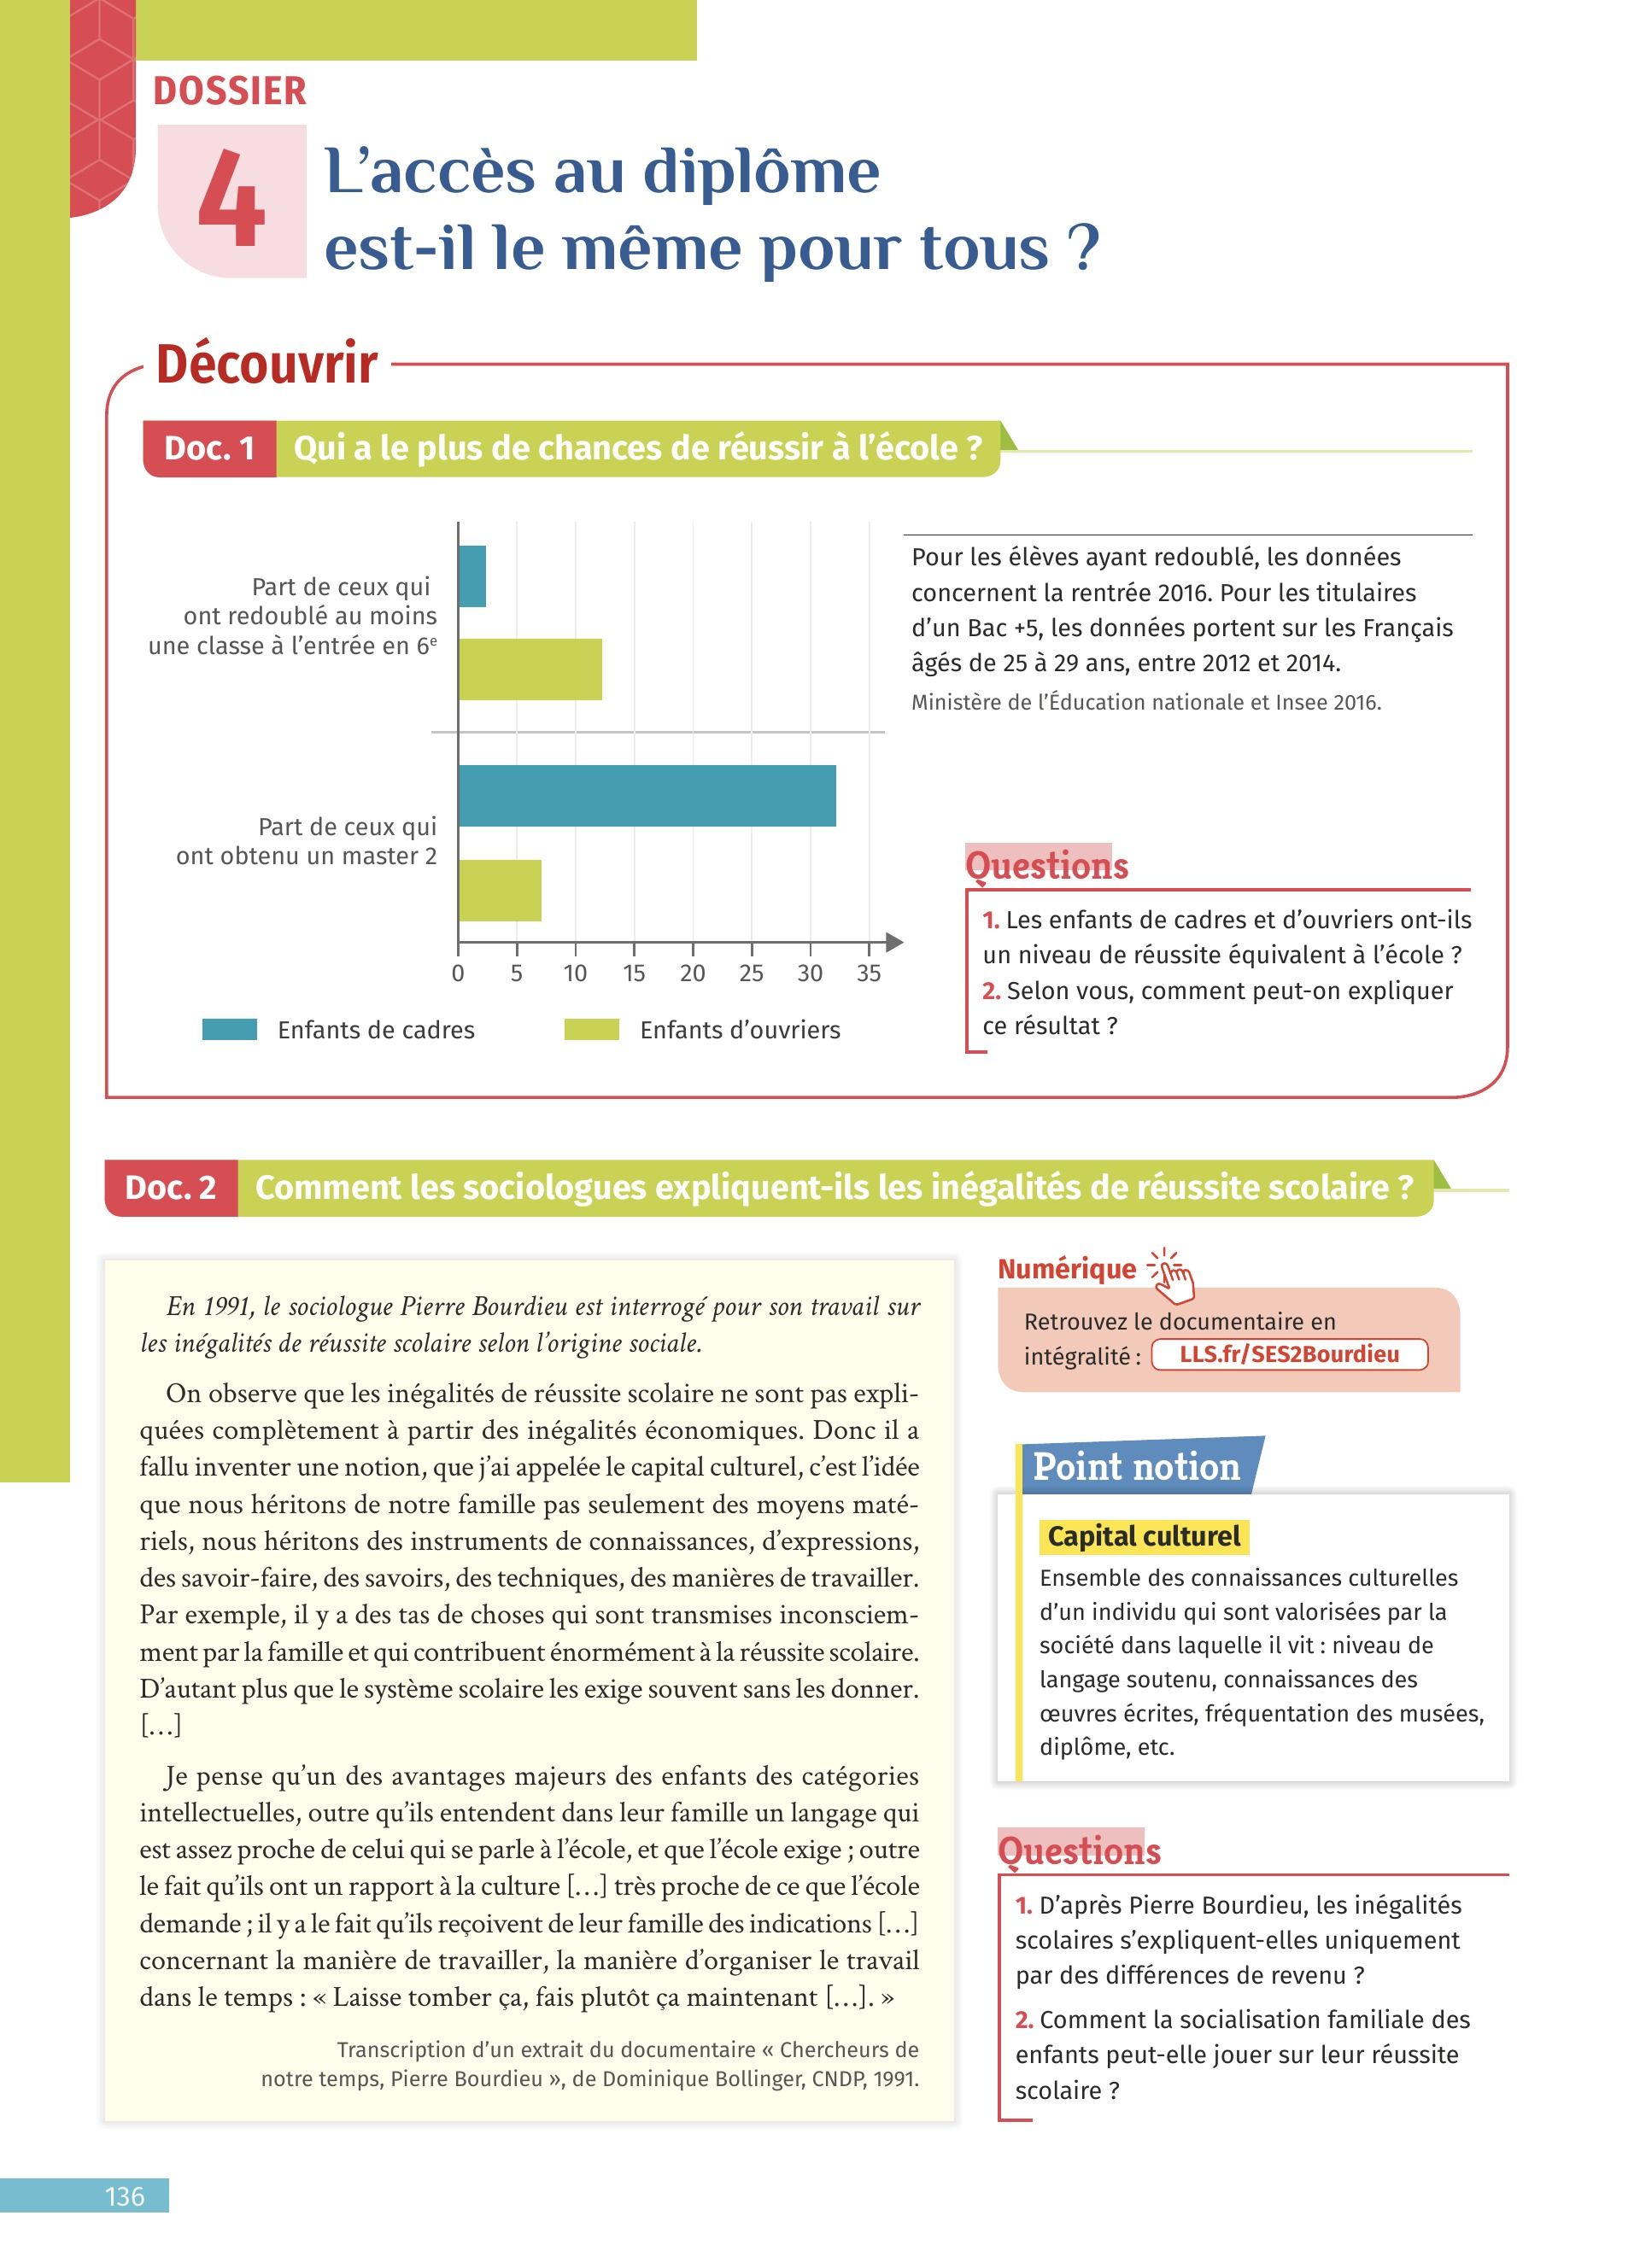 DOSSIER
4
L’accès au diplôme
est-il le même pour tous ?
Découvrir
Doc. 1 Qui a le plus de chances de réussir à l’école ?
Part de ceux qui
ont redoublé au moins
une classe à l’entrée en 6e
Part de ceux qui
ont obtenu un master 2
0 5 10 15 20 25 30 35
Enfants de cadres Enfants d’ouvriers
Pour les élèves ayant redoublé, les données
concernent la rentrée 2016. Pour les titulaires
d’un Bac +5, les données portent sur les Français
âgés de 25 à 29 ans, entre 2012 et 2014.
Ministère de l’Éducation nationale et Insee 2016.
Questions
1. Les enfants de cadres et d’ouvriers ont-ils
un niveau de réussite équivalent à l’école ?
2. Selon vous, comment peut-on expliquer
ce résultat ?
Doc. 2 Comment les sociologues expliquent-ils les inégalités de réussite scolaire ?
En 1991, le sociologue Pierre Bourdieu est interrogé pour son travail sur
les inégalités de réussite scolaire selon l’origine sociale.
On observe que les inégalités de réussite scolaire ne sont pas expli-
quées complètement à partir des inégalités économiques. Donc il a
fallu inventer une notion, que j’ai appelée le capital culturel, c’est l’idée
que nous héritons de notre famille pas seulement des moyens maté-
riels, nous héritons des instruments de connaissances, d’expressions,
des savoir-faire, des savoirs, des techniques, des manières de travailler.
Par exemple, il y a des tas de choses qui sont transmises inconsciem-
ment par la famille et qui contribuent énormément à la réussite scolaire.
D’autant plus que le système scolaire les exige souvent sans les donner.
[…]
Je pense qu’un des avantages majeurs des enfants des catégories
intellectuelles, outre qu’ils entendent dans leur famille un langage qui
est assez proche de celui qui se parle à l’école, et que l’école exige ; outre
le fait qu’ils ont un rapport à la culture […] très proche de ce que l’école
demande ; il y a le fait qu’ils reçoivent de leur famille des indications […]
concernant la manière de travailler, la manière d’organiser le travail
dans le temps : « Laisse tomber ça, fais plutôt ça maintenant […]. »
Transcription d’un extrait du documentaire « Chercheurs de
notre temps, Pierre Bourdieu », de Dominique Bollinger, CNDP, 1991.
Numérique
Retrouvez le documentaire en
intégralité : LLS.fr/SES2Bourdieu
Point notion
Capital culturel
Ensemble des connaissances culturelles
d’un individu qui sont valorisées par la
société dans laquelle il vit : niveau de
langage soutenu, connaissances des
œuvres écrites, fréquentation des musées,
diplôme, etc.
Questions
1. D’après Pierre Bourdieu, les inégalités
scolaires s’expliquent-elles uniquement
par des différences de revenu ?
2. Comment la socialisation familiale des
enfants peut-elle jouer sur leur réussite
scolaire ?
136